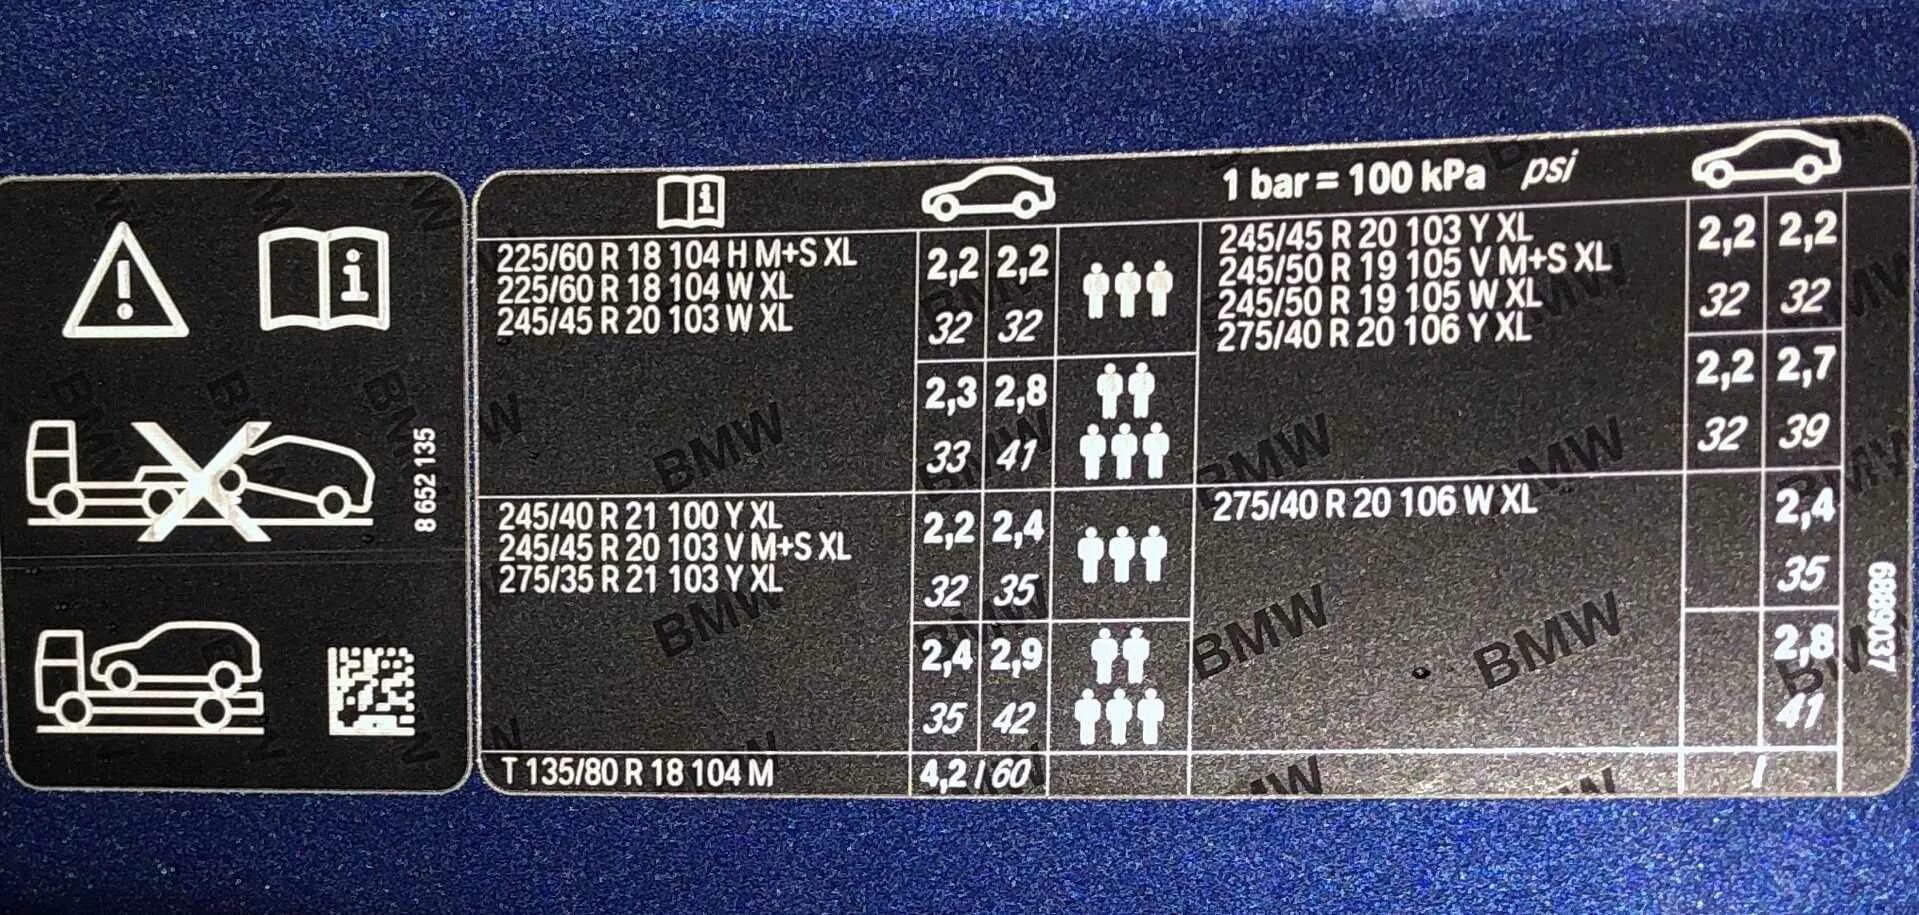 8 652 135
1 bar = 100 kPa psi
225/60 R 18 104 H M+S XL
225/60 R 18 104 W XL
245/45 R 20 103 W XL
2,2 2,2
32 32
2,3 2,8
33 41
245/45 R 20 103 Y XL
245/50 R 19 105 V M+S XL
245/50 R 19 105 W XL
275/40 R 20 106 Y XL
2,2 2,2
32 32
2,2 2,7
32 39
245/40 R 21 100 Y XL
245/45 R 20 103 V M+S XL
275/35 R 21 103 Y XL
2,2 2,4
32 35
2,4 2,9
35 42
275/40 R 20 106 W XL
2,4
35
2,8
41
T 135/80 R 18 104 M
4,2 / 60
/
6889037
BMW
BMW
BMW
BMW
BMW
BMW